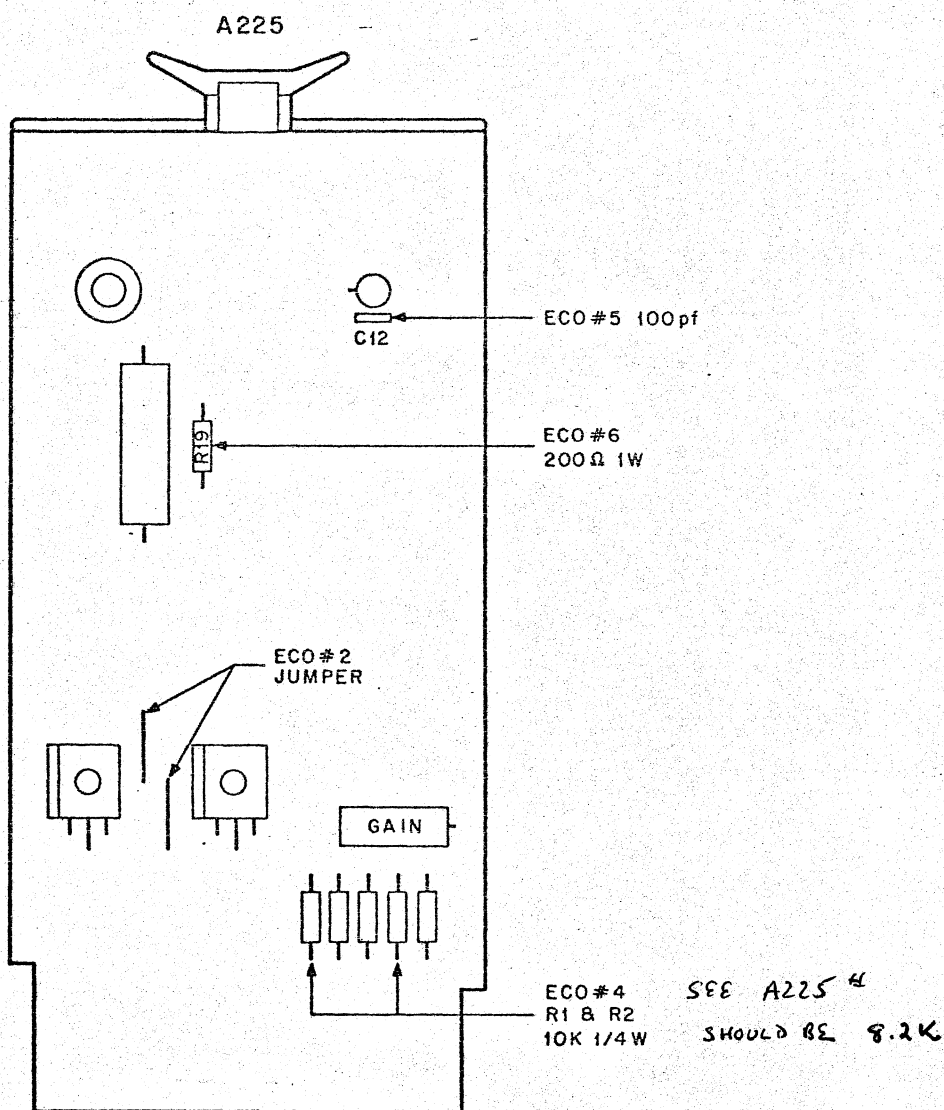 A225
ECO#5 100pf
C12
R19
ECO#6
200Ω 1W
ECO#2
JUMPER
GAIN
ECO#4 SEE A225
R1 & R2
10K 1/4W SHOULD BE 8.2K